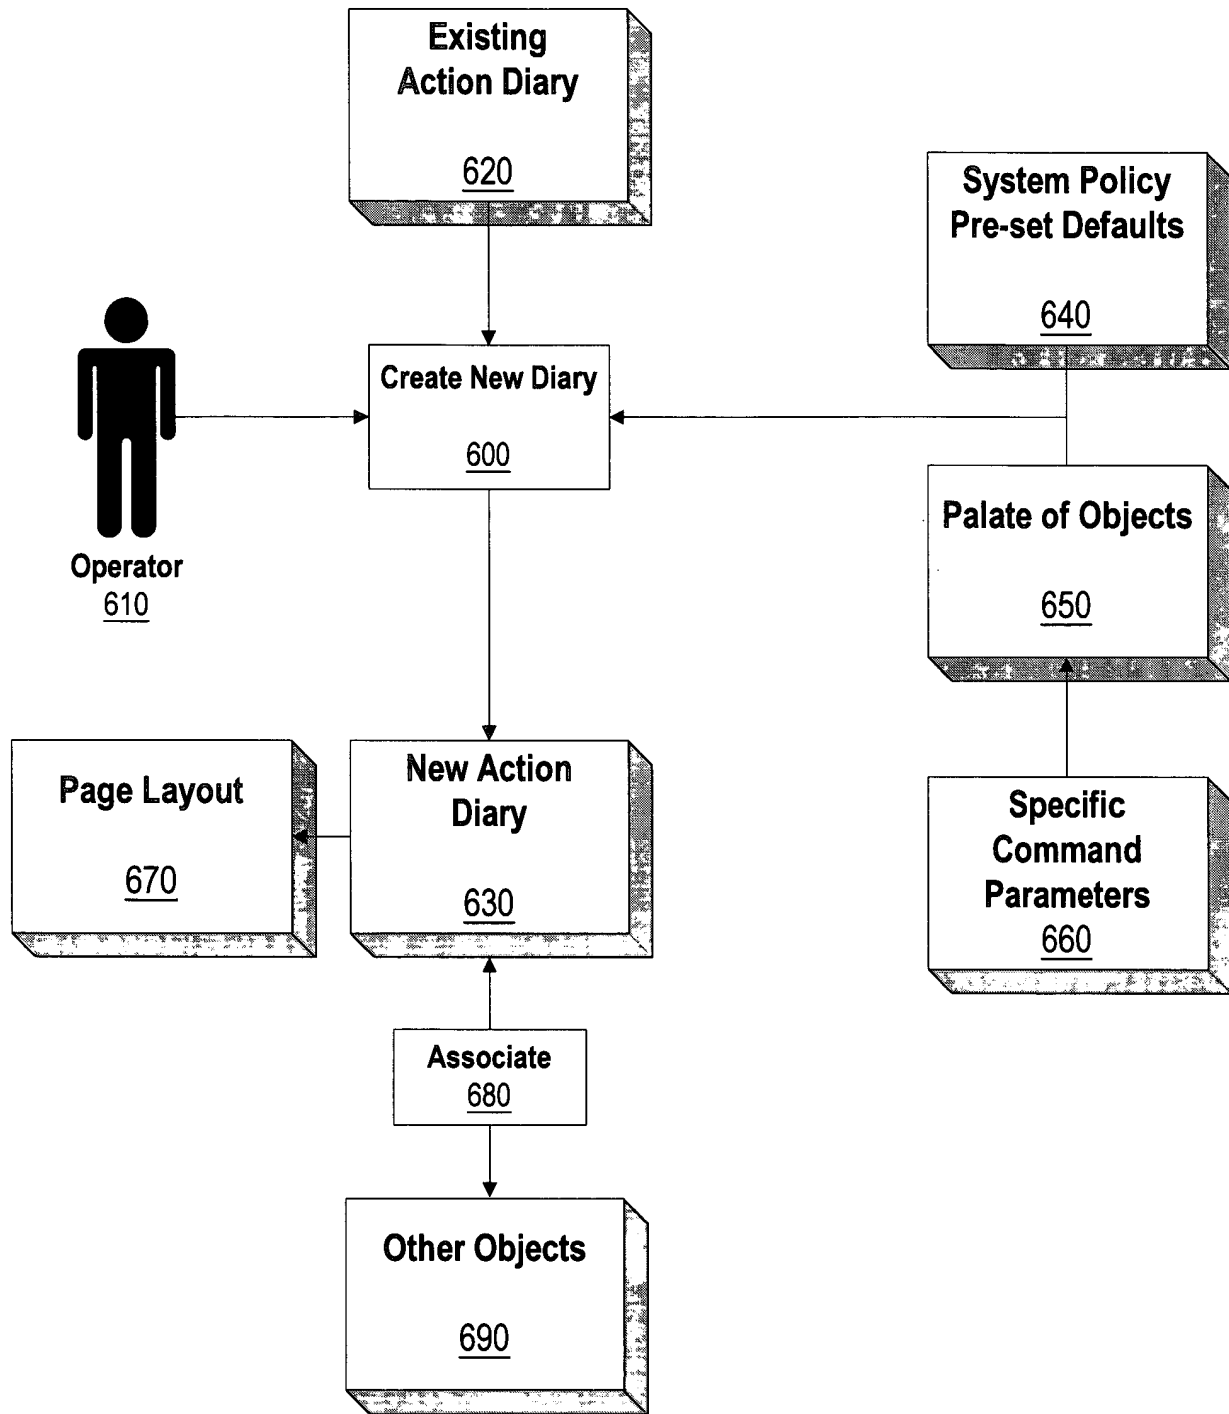 Existing
Action Diary
620
System Policy
Pre-set Defaults
640
Create New Diary
600
Operator
610
Palate of Objects
650
Page Layout
670
New Action
Diary
630
Specific
Command
Parameters
660
Associate
680
Other Objects
690